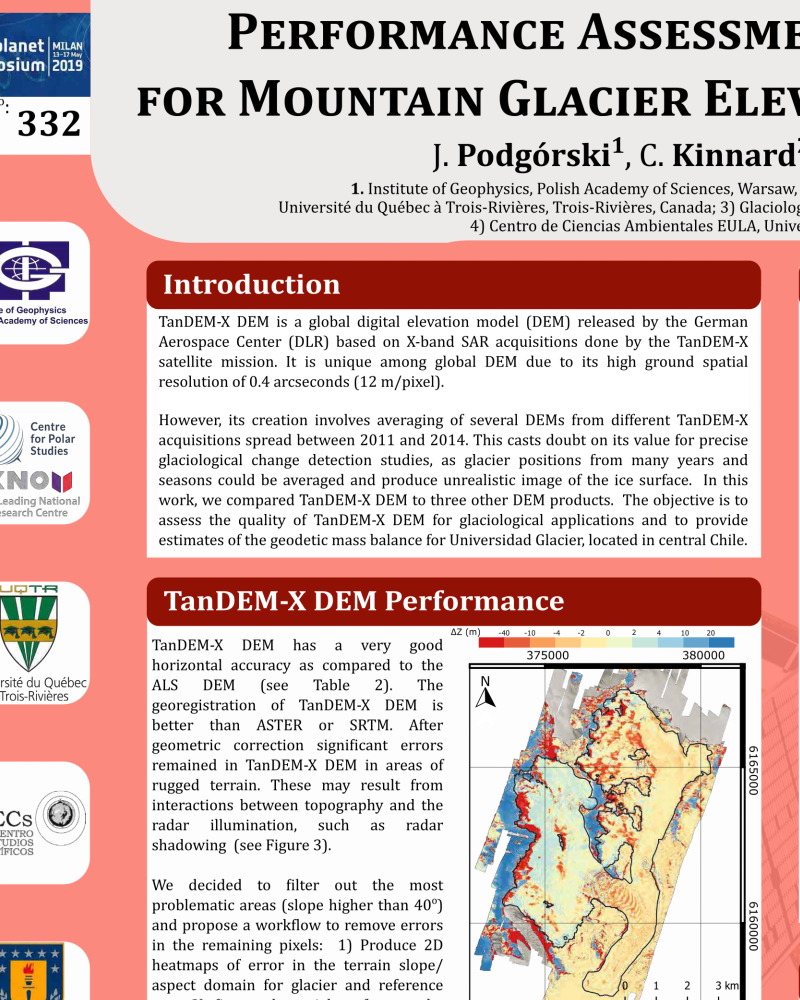 planet
posium
MILAN
13-17 May
2019
332
PERFORMANCE
FOR MOUNTAIN GLACIER
J. Podgórski1, C. Kinnard
1. Institute of Geophysics, Polish Academy of Sciences, Warsaw,
Université du Québec à Trois-Rivières, Trois-Rivières, Canada; 3)
4) Centro de Ciencias Ambientales EULA,
e of Geophysics
Academy of Sciences
Centre
for Polar
Studies
KNOW
Leading National
esearch Centre
UQTR
rsité du Québec
Trois-Rivières
ECs
ENTRO
TUDIOS
ÍFICOS
Introduction
TanDEM-X DEM is a global digital elevation model (DEM) released by the German
Aerospace Center (DLR) based on X-band SAR acquisitions done by the TanDEM-X
satellite mission. It is unique among global DEM due to its high ground spatial
resolution of 0.4 arcseconds (12 m/pixel).
However, its creation involves averaging of several DEMs from different TanDEM-X
acquisitions spread between 2011 and 2014. This casts doubt on its value for precise
glaciological change detection studies, as glacier positions from many years and
seasons could be averaged and produce unrealistic image of the ice surface. In this
work, we compared TanDEM-X DEM to three other DEM products. The objective is to
assess the quality of TanDEM-X DEM for glaciological applications and to provide
estimates of the geodetic mass balance for Universidad Glacier, located in central Chile.
TanDEM-X DEM Performance
TanDEM-X DEM has a very good
horizontal accuracy as compared to the
ALS DEM (see Table 2). The
georegistration of TanDEM-X DEM is
better than ASTER or SRTM. After
geometric correction significant errors
remained in TanDEM-X DEM in areas of
rugged terrain. These may result from
interactions between topography and the
radar illumination, such as radar
shadowing (see Figure 3).
We decided to filter out the most
problematic areas (slope higher than 40°)
and propose a workflow to remove errors
in the remaining pixels: 1) Produce 2D
heatmaps of error in the terrain slope/
aspect domain for glacier and reference
ΔZ (m) -40 -10 -4 -2 0 2 4 10 20
375000 380000
N
6165000
6160000
0 1 2 3 km